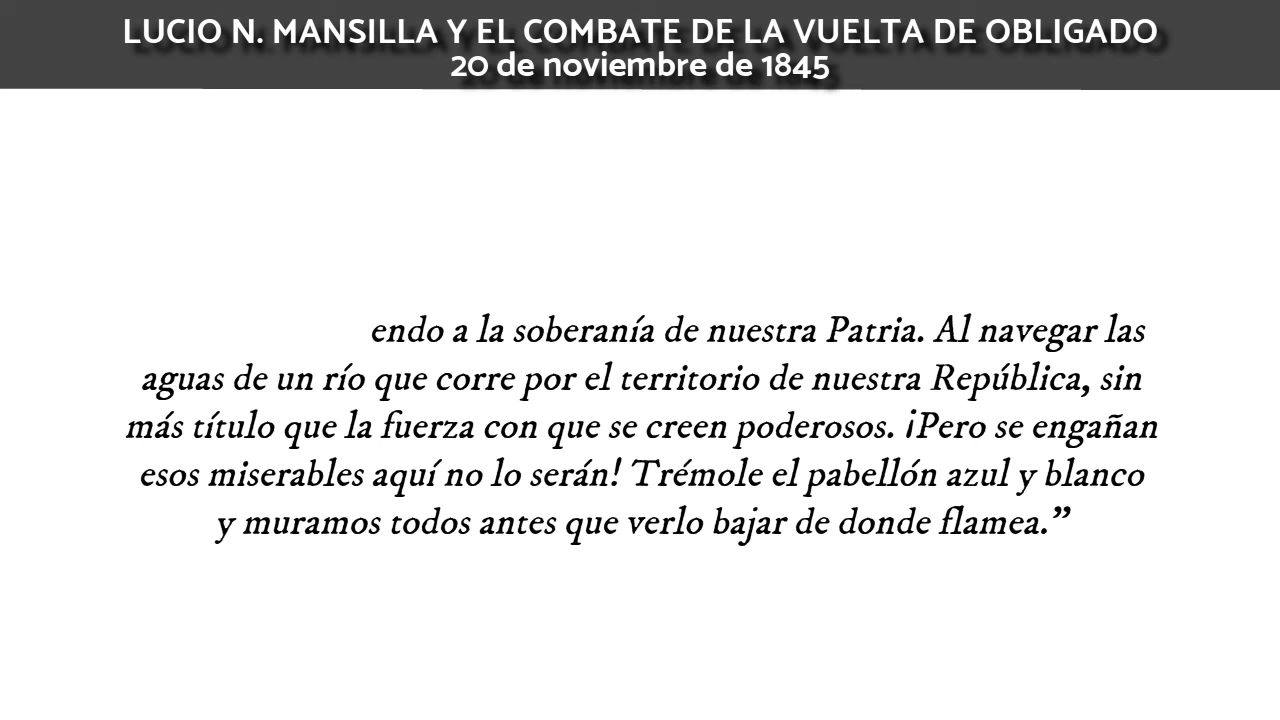 LUCIO N. MANSILLA Y EL COMBATE DE LA VUELTA DE OBLIGADO
20 de noviembre de 1845
endo a la soberanía de nuestra Patria. Al navegar las
aguas de un río que corre por el territorio de nuestra República, sin
más título que la fuerza con que se creen poderosos. ¡Pero se engañan
esos miserables aquí no lo serán! Trémole el pabellón azul y blanco
y muramos todos antes que verlo bajar de donde flamea.”